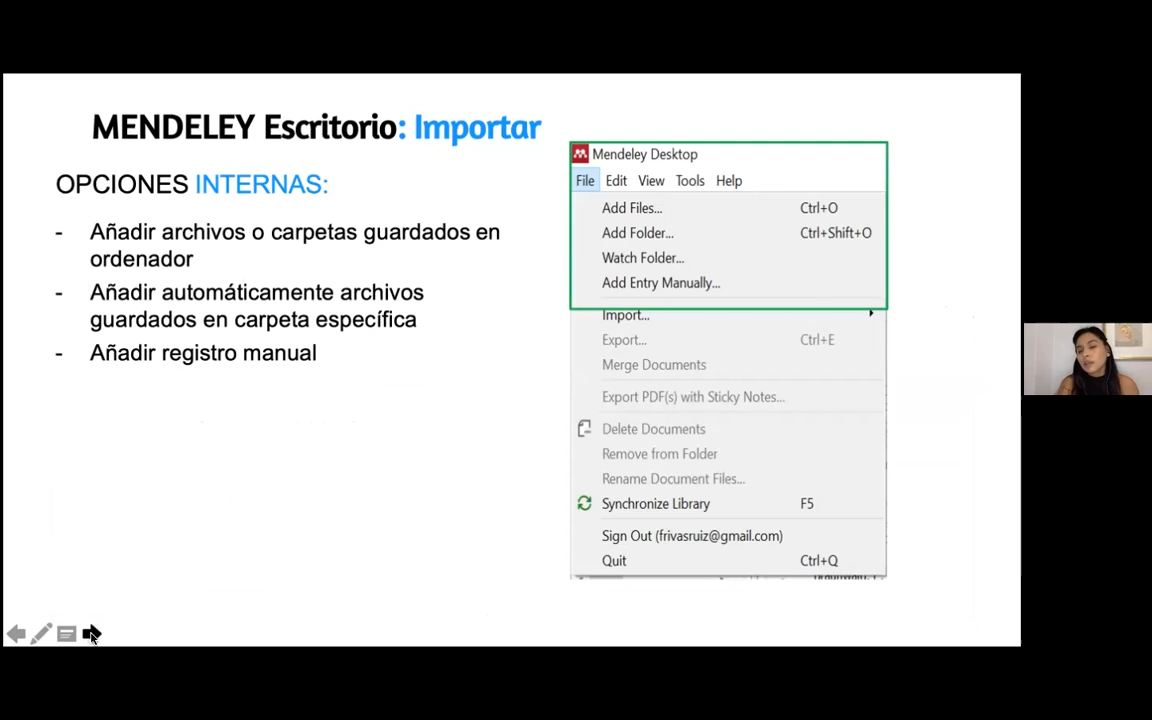 MENDELEY Escritorio: Importar
OPCIONES INTERNAS:
- Añadir archivos o carpetas guardados en
ordenador
- Añadir automáticamente archivos
guardados en carpeta específica
- Añadir registro manual
Mendeley Desktop
File Edit View Tools Help
Add Files... Ctrl+O
Add Folder... Ctrl+Shift+O
Watch Folder...
Add Entry Manually...
Import...
Export... Ctrl+E
Merge Documents
Export PDF(s) with Sticky Notes...
Delete Documents
Remove from Folder
Rename Document Files...
Synchronize Library F5
Sign Out (frivasruiz@gmail.com)
Quit Ctrl+Q